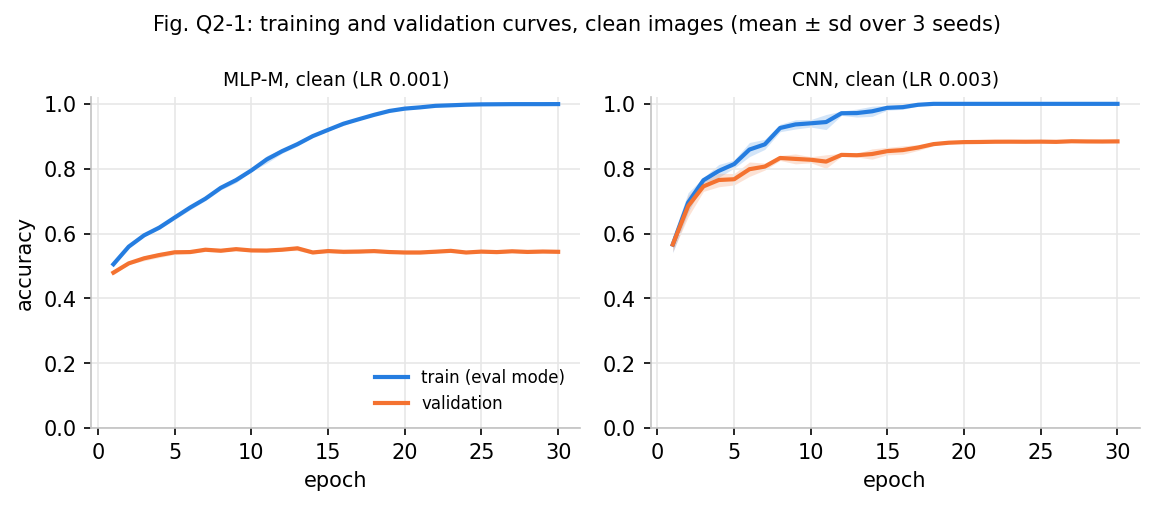 Fig. Q2-1: training and validation curves, clean images (mean ± sd over 3 seeds)
MLP-M, clean (LR 0.001)
1.0
0.8
0.6
0.4
0.2
0.0
accuracy
train (eval mode)
validation
0 5 10 15 20 25 30
epoch
CNN, clean (LR 0.003)
1.0
0.8
0.6
0.4
0.2
0.0
0 5 10 15 20 25 30
epoch